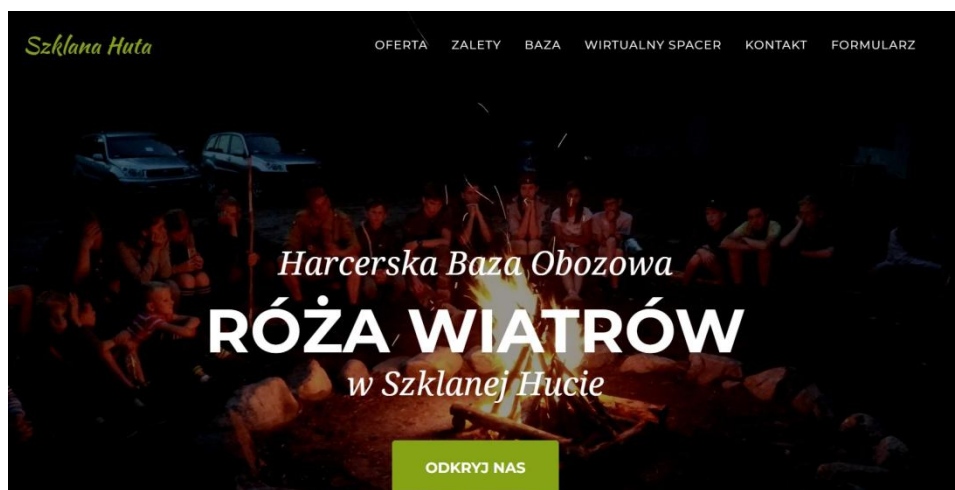 Szklana Huta
OFERTA ZALETY BAZA WIRTUALNY SPACER KONTAKT FORMULARZ
Harcerska Baza Obozowa
RÓŻA WIATRÓW
w Szklanej Hucie
ODKRYJ NAS